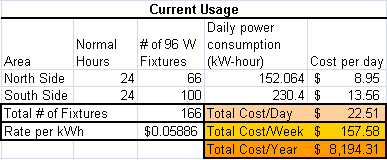 Current Usage
Area Normal Hours # of 96 W Fixtures Daily power consumption (kW-hour) Cost per day
North Side 24 66 152.064 $ 8.95
South Side 24 100 230.4 $ 13.56
Total # of Fixtures 166 Total Cost/Day $ 22.51
Rate per kWh $0.05886 Total Cost/Week $ 157.58
Total Cost/Year $ 8,194.31